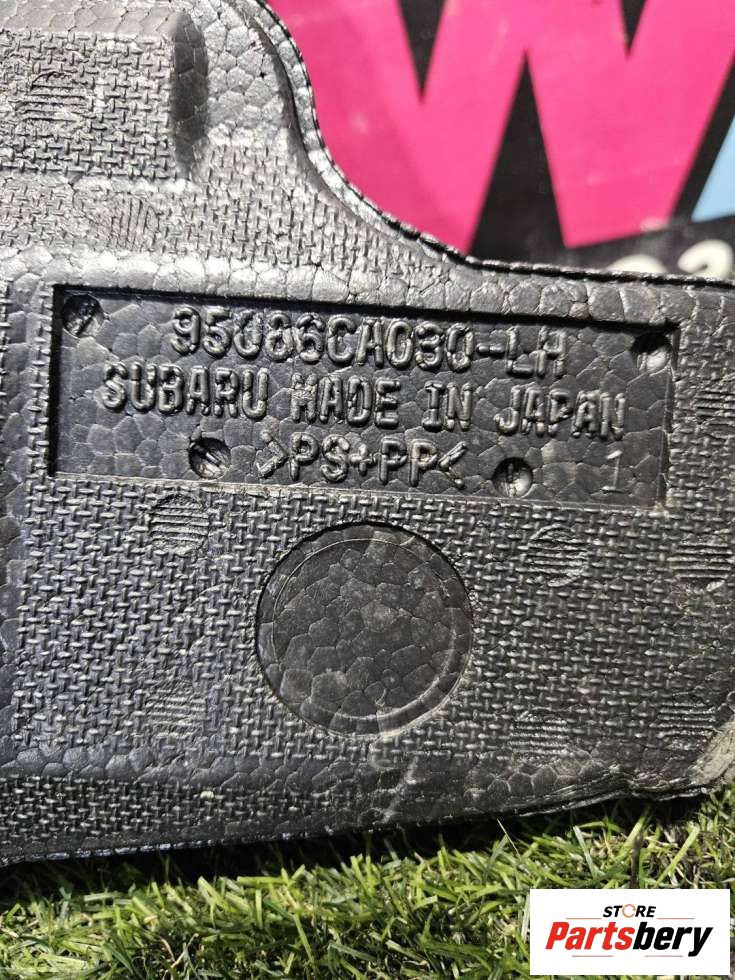 W
95086CA030-LH
SUBARU MADE IN JAPAN
>PS+PP<
1
STORE
Partsbery